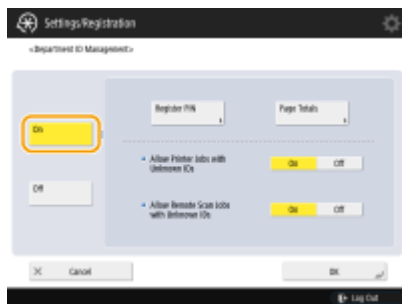 Settings/Registration
<Department ID Management>
On
Register PIN
Page Totals
Allow Printer Jobs with
Unknown IDs
On
Off
Off
Allow Remote Scan Jobs
with Unknown IDs
On
Off
Cancel
OK
Log Out